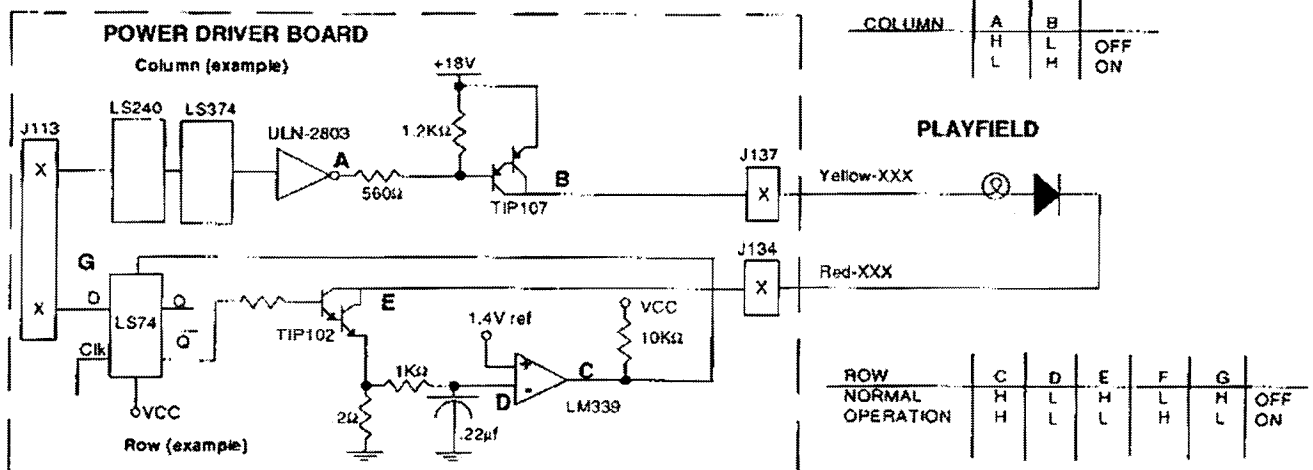 POWER DRIVER BOARD
Column (example)
COLUMN A B
H L OFF
L H ON
+18V
J113
LS240
LS374
ULN-2803
1.2KΩ
PLAYFIELD
X
A
560Ω
B
TIP107
J137
X
Yellow-XXX
G
D
Q
LS74
Q̄
Clk
X
E
TIP102
J134
X
Red-XXX
1.4V ref
VCC
10KΩ
1KΩ
+
-
C
D
LM339
.2Ω
.22µf
VCC
Row (example)
ROW C D E F G
NORMAL H L H L H OFF
OPERATION H L L H L ON